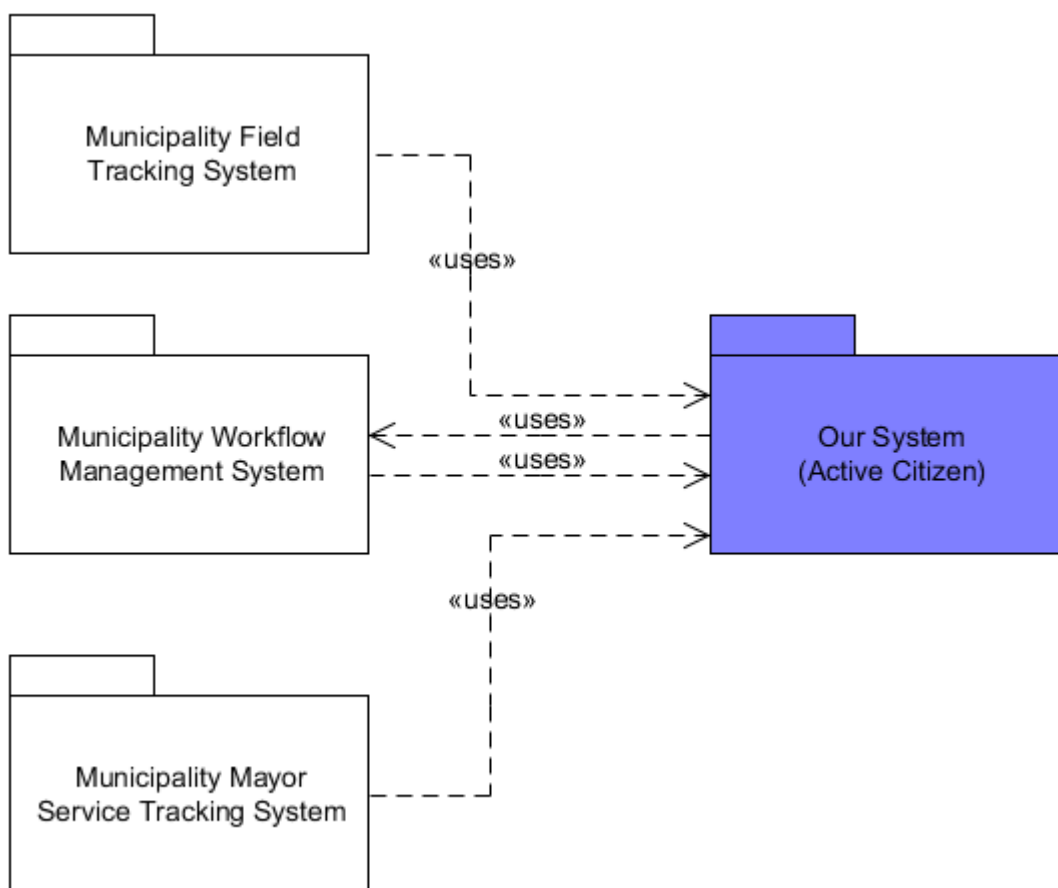 Municipality Field
Tracking System
«uses»
Municipality Workflow
Management System
«uses»
«uses»
Our System
(Active Citizen)
«uses»
Municipality Mayor
Service Tracking System